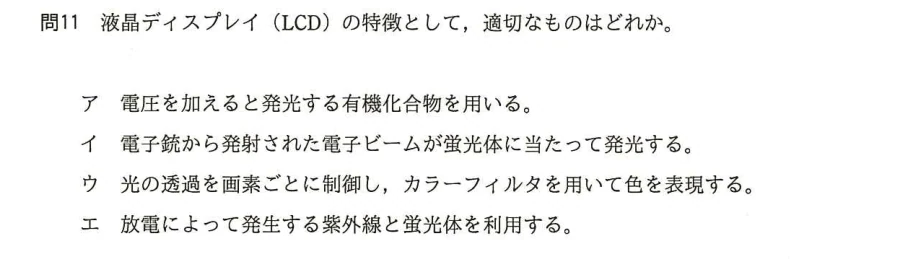 問11　液晶ディスプレイ（LCD）の特徴として，適切なものはどれか。
ア　電圧を加えると発光する有機化合物を用いる。
イ　電子銃から発射された電子ビームが蛍光体に当たって発光する。
ウ　光の透過を画素ごとに制御し，カラーフィルタを用いて色を表現する。
エ　放電によって発生する紫外線と蛍光体を利用する。